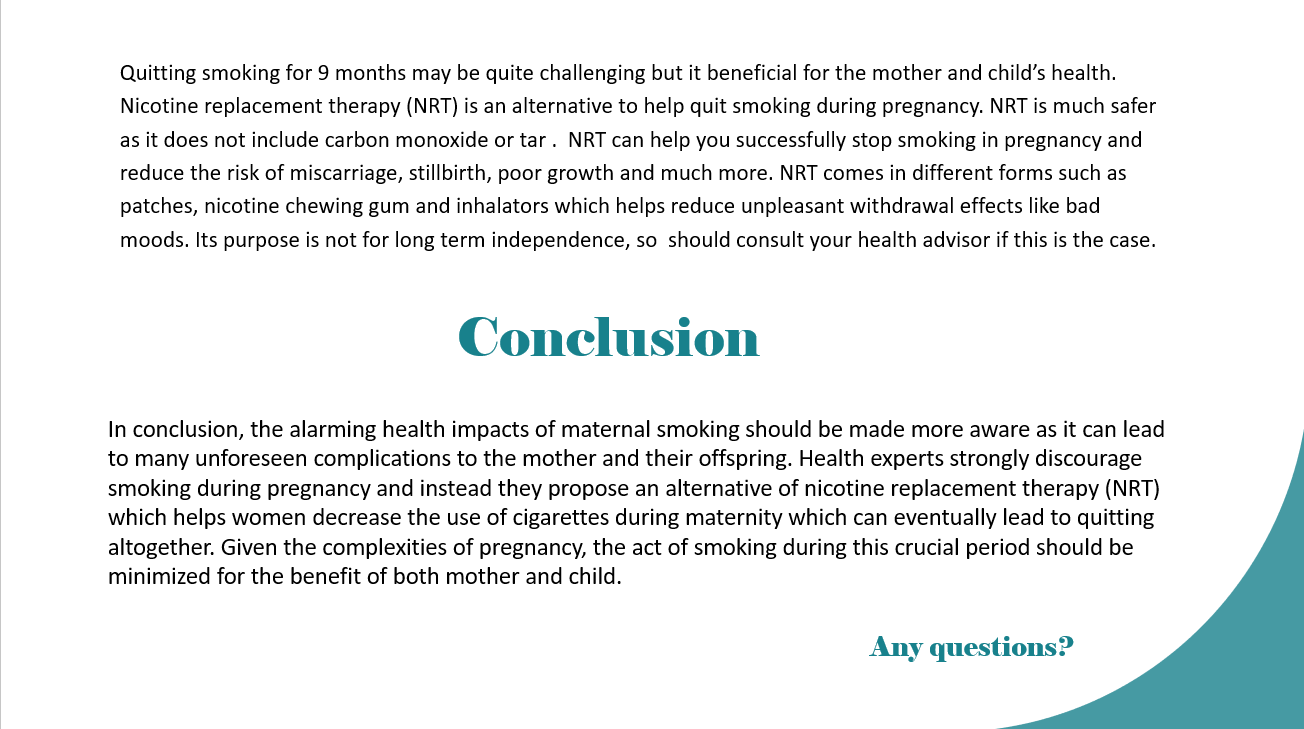 Quitting smoking for 9 months may be quite challenging but it beneficial for the mother and child’s health.
Nicotine replacement therapy (NRT) is an alternative to help quit smoking during pregnancy. NRT is much safer
as it does not include carbon monoxide or tar .  NRT can help you successfully stop smoking in pregnancy and
reduce the risk of miscarriage, stillbirth, poor growth and much more. NRT comes in different forms such as
patches, nicotine chewing gum and inhalators which helps reduce unpleasant withdrawal effects like bad
moods. Its purpose is not for long term independence, so  should consult your health advisor if this is the case.
Conclusion
In conclusion, the alarming health impacts of maternal smoking should be made more aware as it can lead
to many unforeseen complications to the mother and their offspring. Health experts strongly discourage
smoking during pregnancy and instead they propose an alternative of nicotine replacement therapy (NRT)
which helps women decrease the use of cigarettes during maternity which can eventually lead to quitting
altogether. Given the complexities of pregnancy, the act of smoking during this crucial period should be
minimized for the benefit of both mother and child.
Any questions?